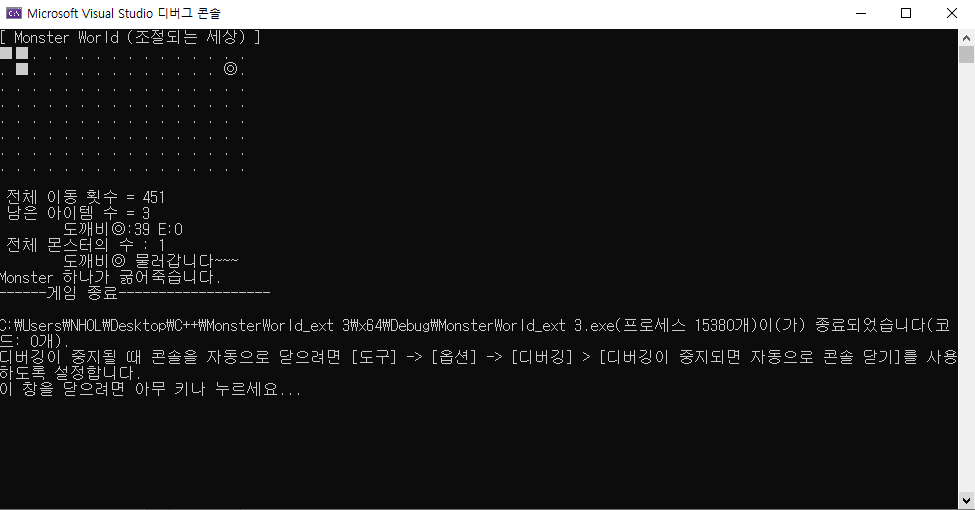 Microsoft Visual Studio 디버그 콘솔
[ Monster World (조절되는 세상) ]
■■. . . . . . . . . . . . . .
. ■. . . . . . . . . . . . ◎.
. . . . . . . . . . . . . . . .
. . . . . . . . . . . . . . . .
. . . . . . . . . . . . . . . .
. . . . . . . . . . . . . . . .
. . . . . . . . . . . . . . . .
. . . . . . . . . . . . . . . .
전체 이동 횟수 = 451
남은 아이템 수 = 3
도깨비◎:39 E:0
전체 몬스터의 수 : 1
도깨비◎ 물러갑니다~~~
Monster 하나가 굶어죽습니다.
------게임 종료-------------------
C:\Users\NHOL\Desktop\C++\MonsterWorld_ext 3\x64\Debug\MonsterWorld_ext 3.exe(프로세스 15380개)이(가) 종료되었습니다(코
드: 0개).
디버깅이 중지될 때 콘솔을 자동으로 닫으려면 [도구] -> [옵션] -> [디버깅] > [디버깅이 중지되면 자동으로 콘솔 닫기]를 사용
하도록 설정합니다.
이 창을 닫으려면 아무 키나 누르세요...